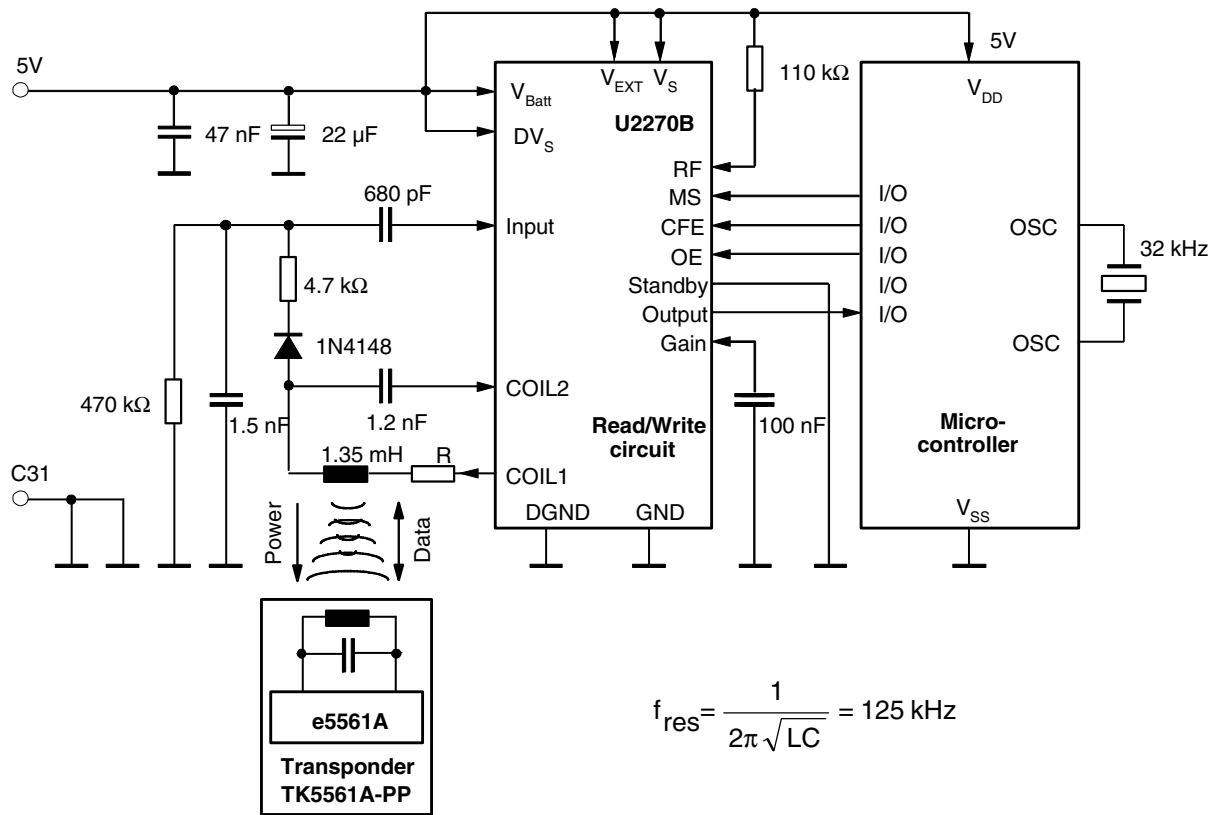 5V
5V
47 nF
22 µF
110 kΩ
V_Batt
DV_S
V_EXT
V_S
U2270B
RF
MS
CFE
OE
Standby
Output
Gain
Input
COIL2
COIL1
Read/Write
circuit
DGND
GND
V_DD
I/O
I/O
I/O
I/O
I/O
OSC
OSC
32 kHz
Micro-
controller
V_SS
680 pF
4.7 kΩ
1N4148
470 kΩ
1.5 nF
1.2 nF
1.35 mH
R
100 nF
C31
Power
Data
e5561A
Transponder
TK5561A-PP
f_res = 1 / (2π √LC) = 125 kHz